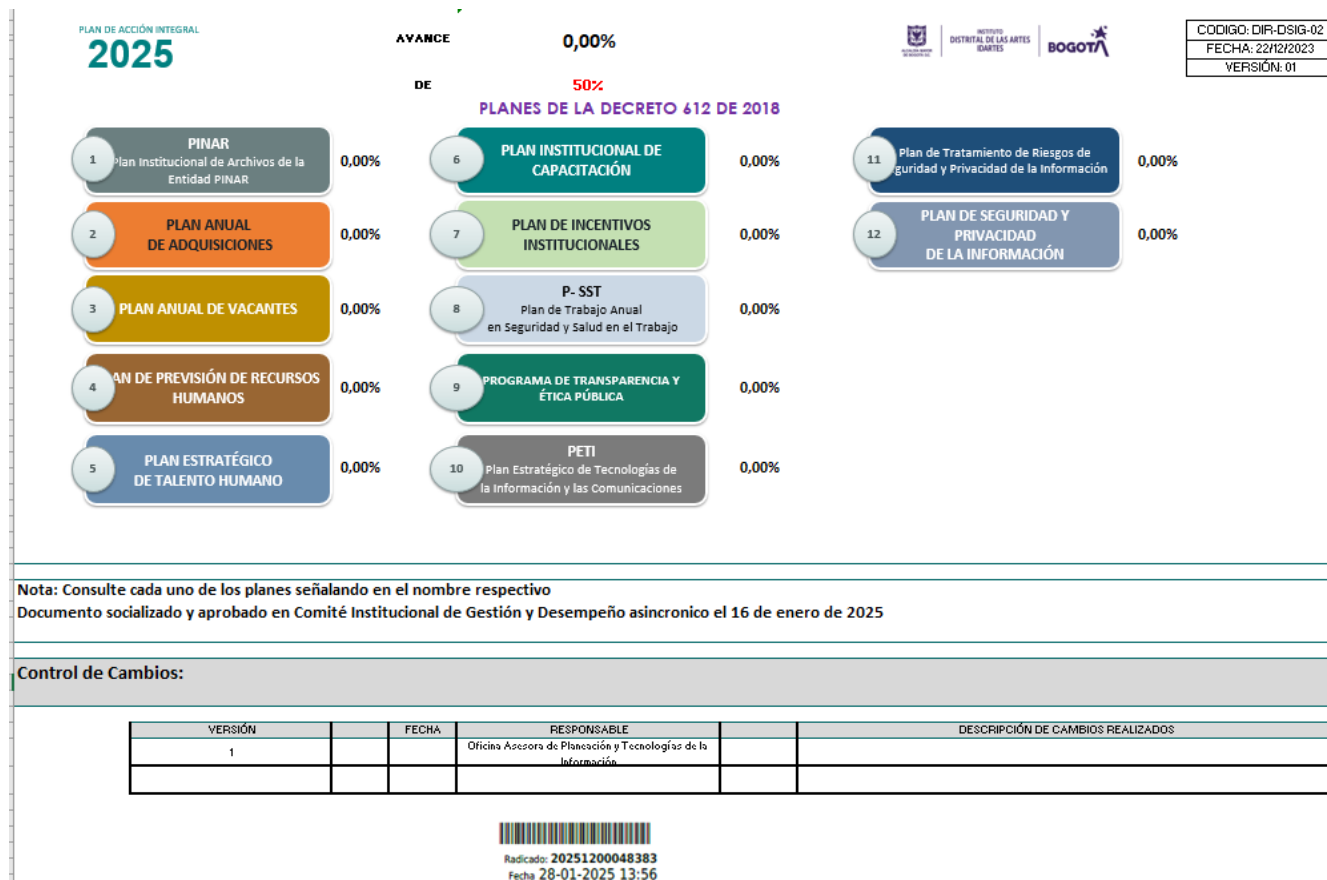 PLAN DE ACCIÓN INTEGRAL
2025
AVANCE
0,00%
DE
50%
INSTITUTO
DISTRITAL DE LAS ARTES
IDARTES
BOGOTÁ
CODIGO: DIR-DSIG-02
FECHA: 22/12/2023
VERSIÓN: 01
PLANES DE LA DECRETO 612 DE 2018
1
PINAR
Plan Institucional de Archivos de la
Entidad PINAR
0,00%
2
PLAN ANUAL
DE ADQUISICIONES
0,00%
3
PLAN ANUAL DE VACANTES
0,00%
4
AN DE PREVISIÓN DE RECURSOS
HUMANOS
0,00%
5
PLAN ESTRATÉGICO
DE TALENTO HUMANO
0,00%
6
PLAN INSTITUCIONAL DE
CAPACITACIÓN
0,00%
7
PLAN DE INCENTIVOS
INSTITUCIONALES
0,00%
8
P- SST
Plan de Trabajo Anual
en Seguridad y Salud en el Trabajo
0,00%
9
PROGRAMA DE TRANSPARENCIA Y
ÉTICA PÚBLICA
0,00%
10
PETI
Plan Estratégico de Tecnologías de
la Información y las Comunicaciones
0,00%
11
Plan de Tratamiento de Riesgos de
guridad y Privacidad de la Información
0,00%
12
PLAN DE SEGURIDAD Y
PRIVACIDAD
DE LA INFORMACIÓN
0,00%
Nota: Consulte cada uno de los planes señalando en el nombre respectivo
Documento socializado y aprobado en Comité Institucional de Gestión y Desempeño asincronico el 16 de enero de 2025
Control de Cambios:
VERSIÓN FECHA RESPONSABLE DESCRIPCIÓN DE CAMBIOS REALIZADOS
1 Oficina Asesora de Planeación y Tecnologías de la
Información
Radicado: 20251200048383
Fecha 28-01-2025 13:56